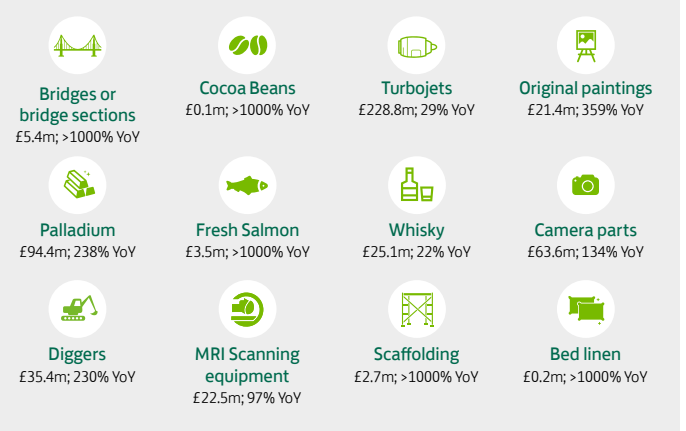 Bridges or
bridge sections
£5.4m; >1000% YoY
Cocoa Beans
£0.1m; >1000% YoY
Turbojets
£228.8m; 29% YoY
Original paintings
£21.4m; 359% YoY
Palladium
£94.4m; 238% YoY
Fresh Salmon
£3.5m; >1000% YoY
Whisky
£25.1m; 22% YoY
Camera parts
£63.6m; 134% YoY
Diggers
£35.4m; 230% YoY
MRI Scanning
equipment
£22.5m; 97% YoY
Scaffolding
£2.7m; >1000% YoY
Bed linen
£0.2m; >1000% YoY